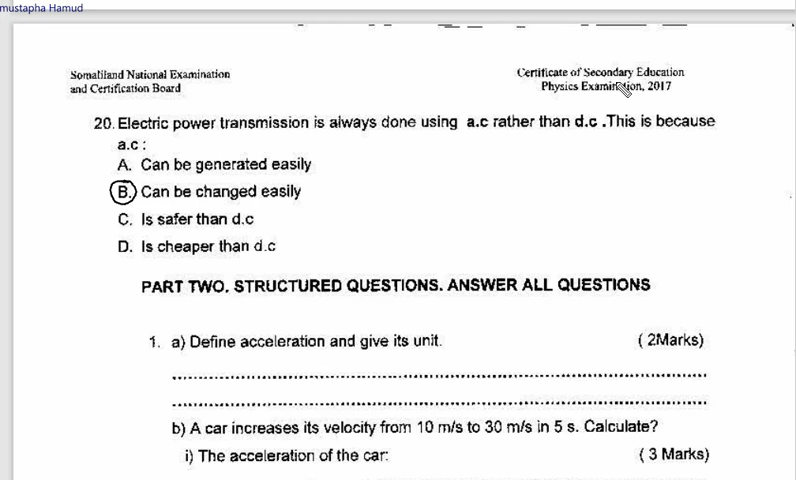 mustapha Hamud
Somaliland National Examination
and Certification Board
Certificate of Secondary Education
Physics Examination, 2017
20. Electric power transmission is always done using a.c rather than d.c .This is because
a.c :
A. Can be generated easily
B. Can be changed easily
C. Is safer than d.c
D. Is cheaper than d.c
PART TWO. STRUCTURED QUESTIONS. ANSWER ALL QUESTIONS
1. a) Define acceleration and give its unit. ( 2Marks)
b) A car increases its velocity from 10 m/s to 30 m/s in 5 s. Calculate?
i) The acceleration of the car: ( 3 Marks)